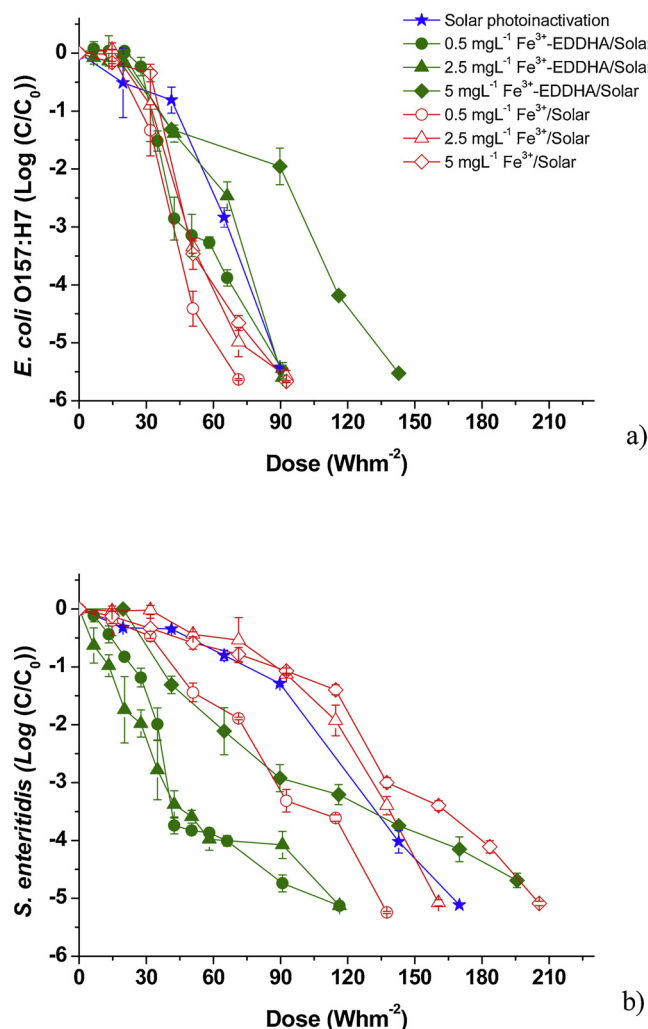 Solar photoinactivation
0.5 mgL⁻¹ Fe³⁺-EDDHA/Solar
2.5 mgL⁻¹ Fe³⁺-EDDHA/Solar
5 mgL⁻¹ Fe³⁺-EDDHA/Solar
0.5 mgL⁻¹ Fe³⁺/Solar
2.5 mgL⁻¹ Fe³⁺/Solar
5 mgL⁻¹ Fe³⁺/Solar
E. coli O157:H7 (Log (C/C₀))
0
-1
-2
-3
-4
-5
-6
0 30 60 90 120 150 180 210
Dose (Whm⁻²)
a)
S. enteritidis (Log (C/C₀))
0
-1
-2
-3
-4
-5
-6
0 30 60 90 120 150 180 210
Dose (Whm⁻²)
b)